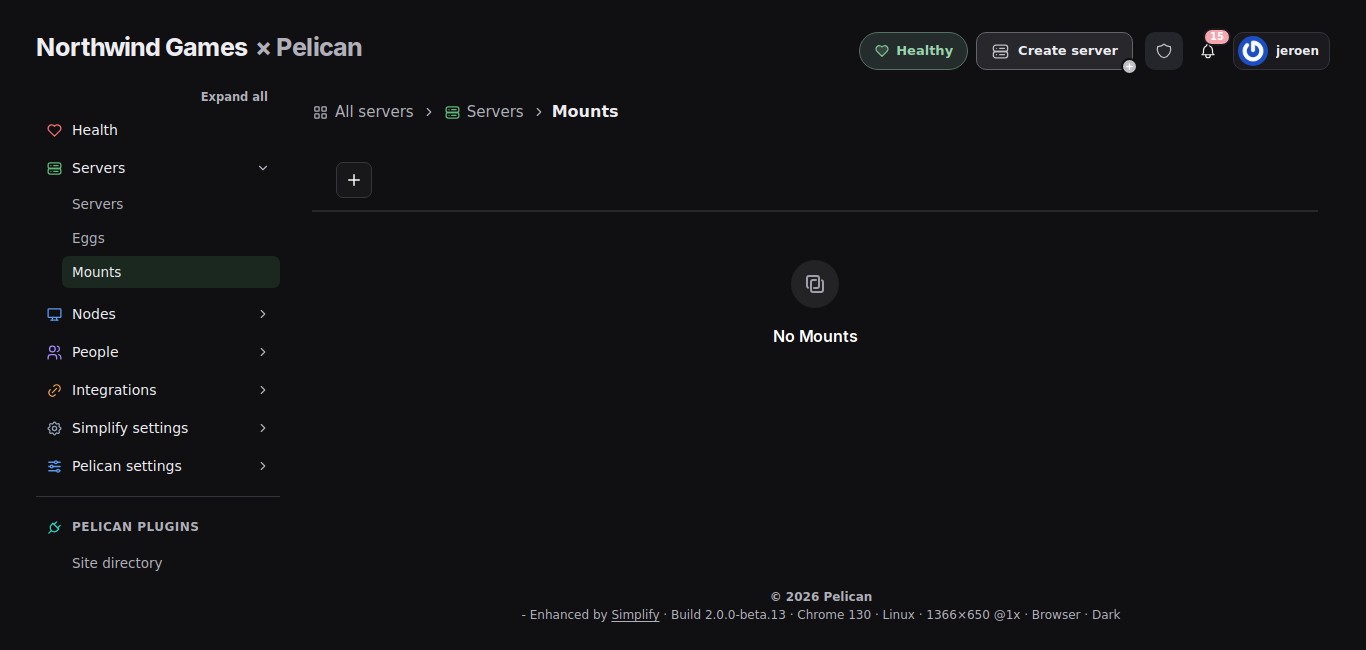 Northwind Games × Pelican
Healthy
Create server
15
jeroen
Expand all
Health
Servers
Servers
Eggs
Mounts
Nodes
People
Integrations
Simplify settings
Pelican settings
PELICAN PLUGINS
Site directory
All servers
Servers
Mounts
No Mounts
© 2026 Pelican
- Enhanced by Simplify · Build 2.0.0-beta.13 · Chrome 130 · Linux · 1366×650 @1x · Browser · Dark